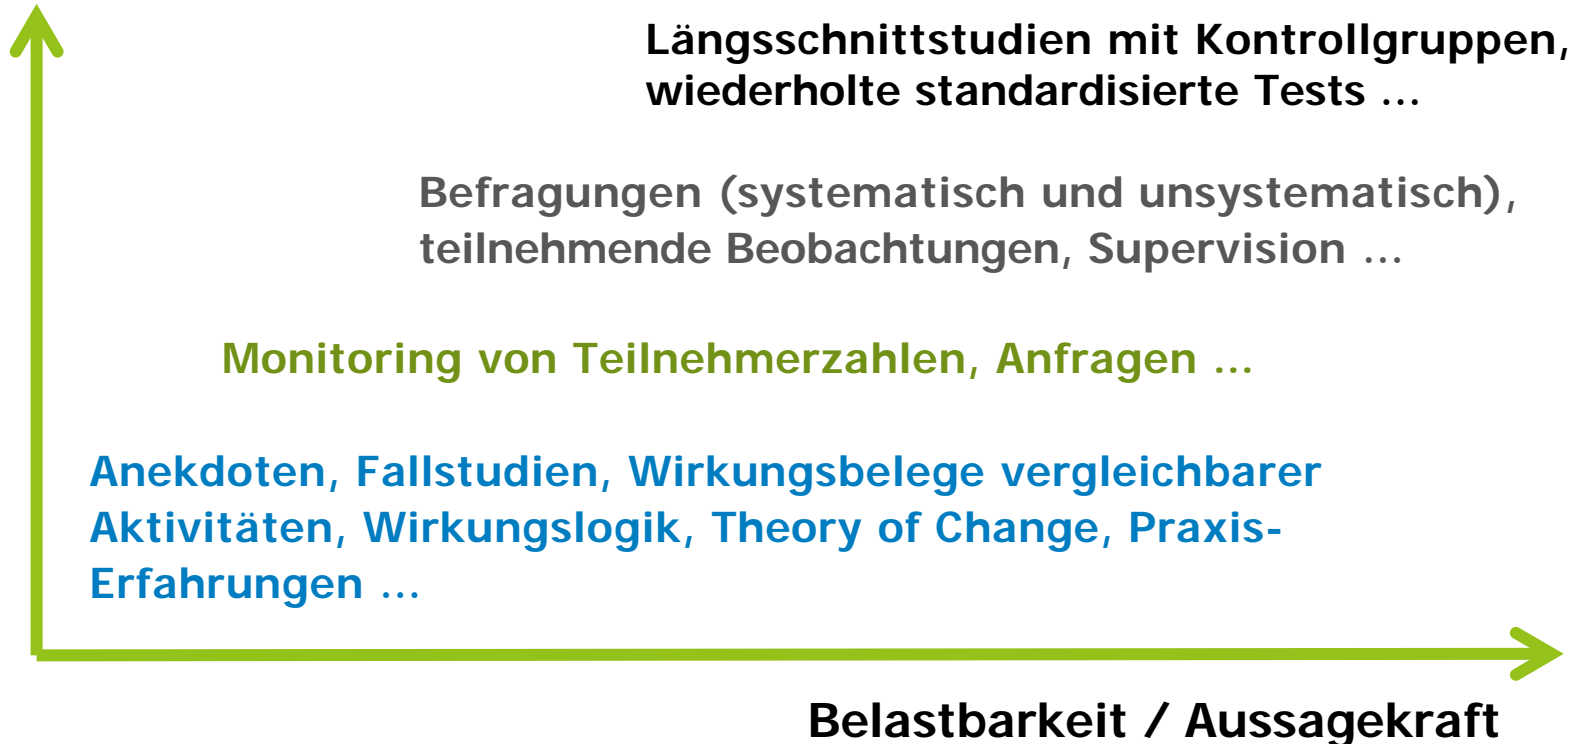 Längsschnittstudien mit Kontrollgruppen,
wiederholte standardisierte Tests ...
Befragungen (systematisch und unsystematisch),
teilnehmende Beobachtungen, Supervision ...
Monitoring von Teilnehmerzahlen, Anfragen ...
Anekdoten, Fallstudien, Wirkungsbelege vergleichbarer
Aktivitäten, Wirkungslogik, Theory of Change, Praxis-
Erfahrungen ...
Belastbarkeit / Aussagekraft